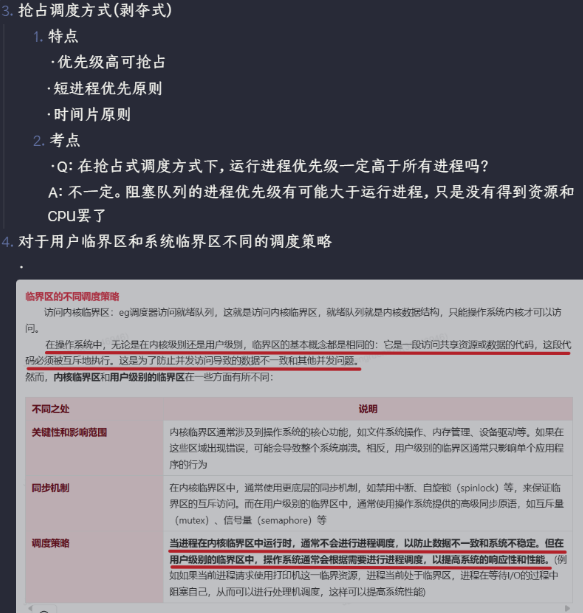 3. 抢占调度方式(剥夺式)
1. 特点
·优先级高可抢占
·短进程优先原则
·时间片原则
2. 考点
·Q: 在抢占式调度方式下, 运行进程优先级一定高于所有进程吗?
A: 不一定。阻塞队列的进程优先级有可能大于运行进程, 只是没有得到资源和
CPU罢了
4. 对于用户临界区和系统临界区不同的调度策略
·
临界区的不同调度策略
访问内核临界区：eg调度器访问就绪队列，这就是访问内核临界区，就绪队列就是内核数据结构，只能操作系统内核才可以访
问。
在操作系统中，无论是在内核级别还是用户级别，临界区的基本概念都是相同的：它是一段访问共享资源或数据的代码，这段代
码必须被互斥地执行。这是为了防止并发访问导致的数据不一致和其他并发问题。
然而，内核临界区和用户级别的临界区在一些方面有所不同：
不同之处 说明
关键性和影响范围
内核临界区通常涉及到操作系统的核心功能，如文件系统操作、内存管理、设备驱动等。如果在
这些区域出现错误，可能会导致整个系统崩溃。相反，用户级别的临界区通常只影响单个应用程
序的行为
同步机制
在内核临界区中，通常使用更底层的同步机制，如禁用中断、自旋锁（spinlock）等，来保证临
界区的互斥访问。而在用户级别的临界区中，通常使用操作系统提供的高级同步原语，如互斥量
（mutex）、信号量（semaphore）等
调度策略
当进程在内核临界区中运行时，通常不会进行进程调度，以防止数据不一致和系统不稳定。但在
用户级别的临界区中，操作系统通常会根据需要进行进程调度，以提高系统的响应性和性能。(例
如如果当前进程请求使用打印机这一临界资源，进程当前处于临界区，进程在等待I/O的过程中
阻塞自己，从而可以进行处理机调度，这样可以提高系统性能)